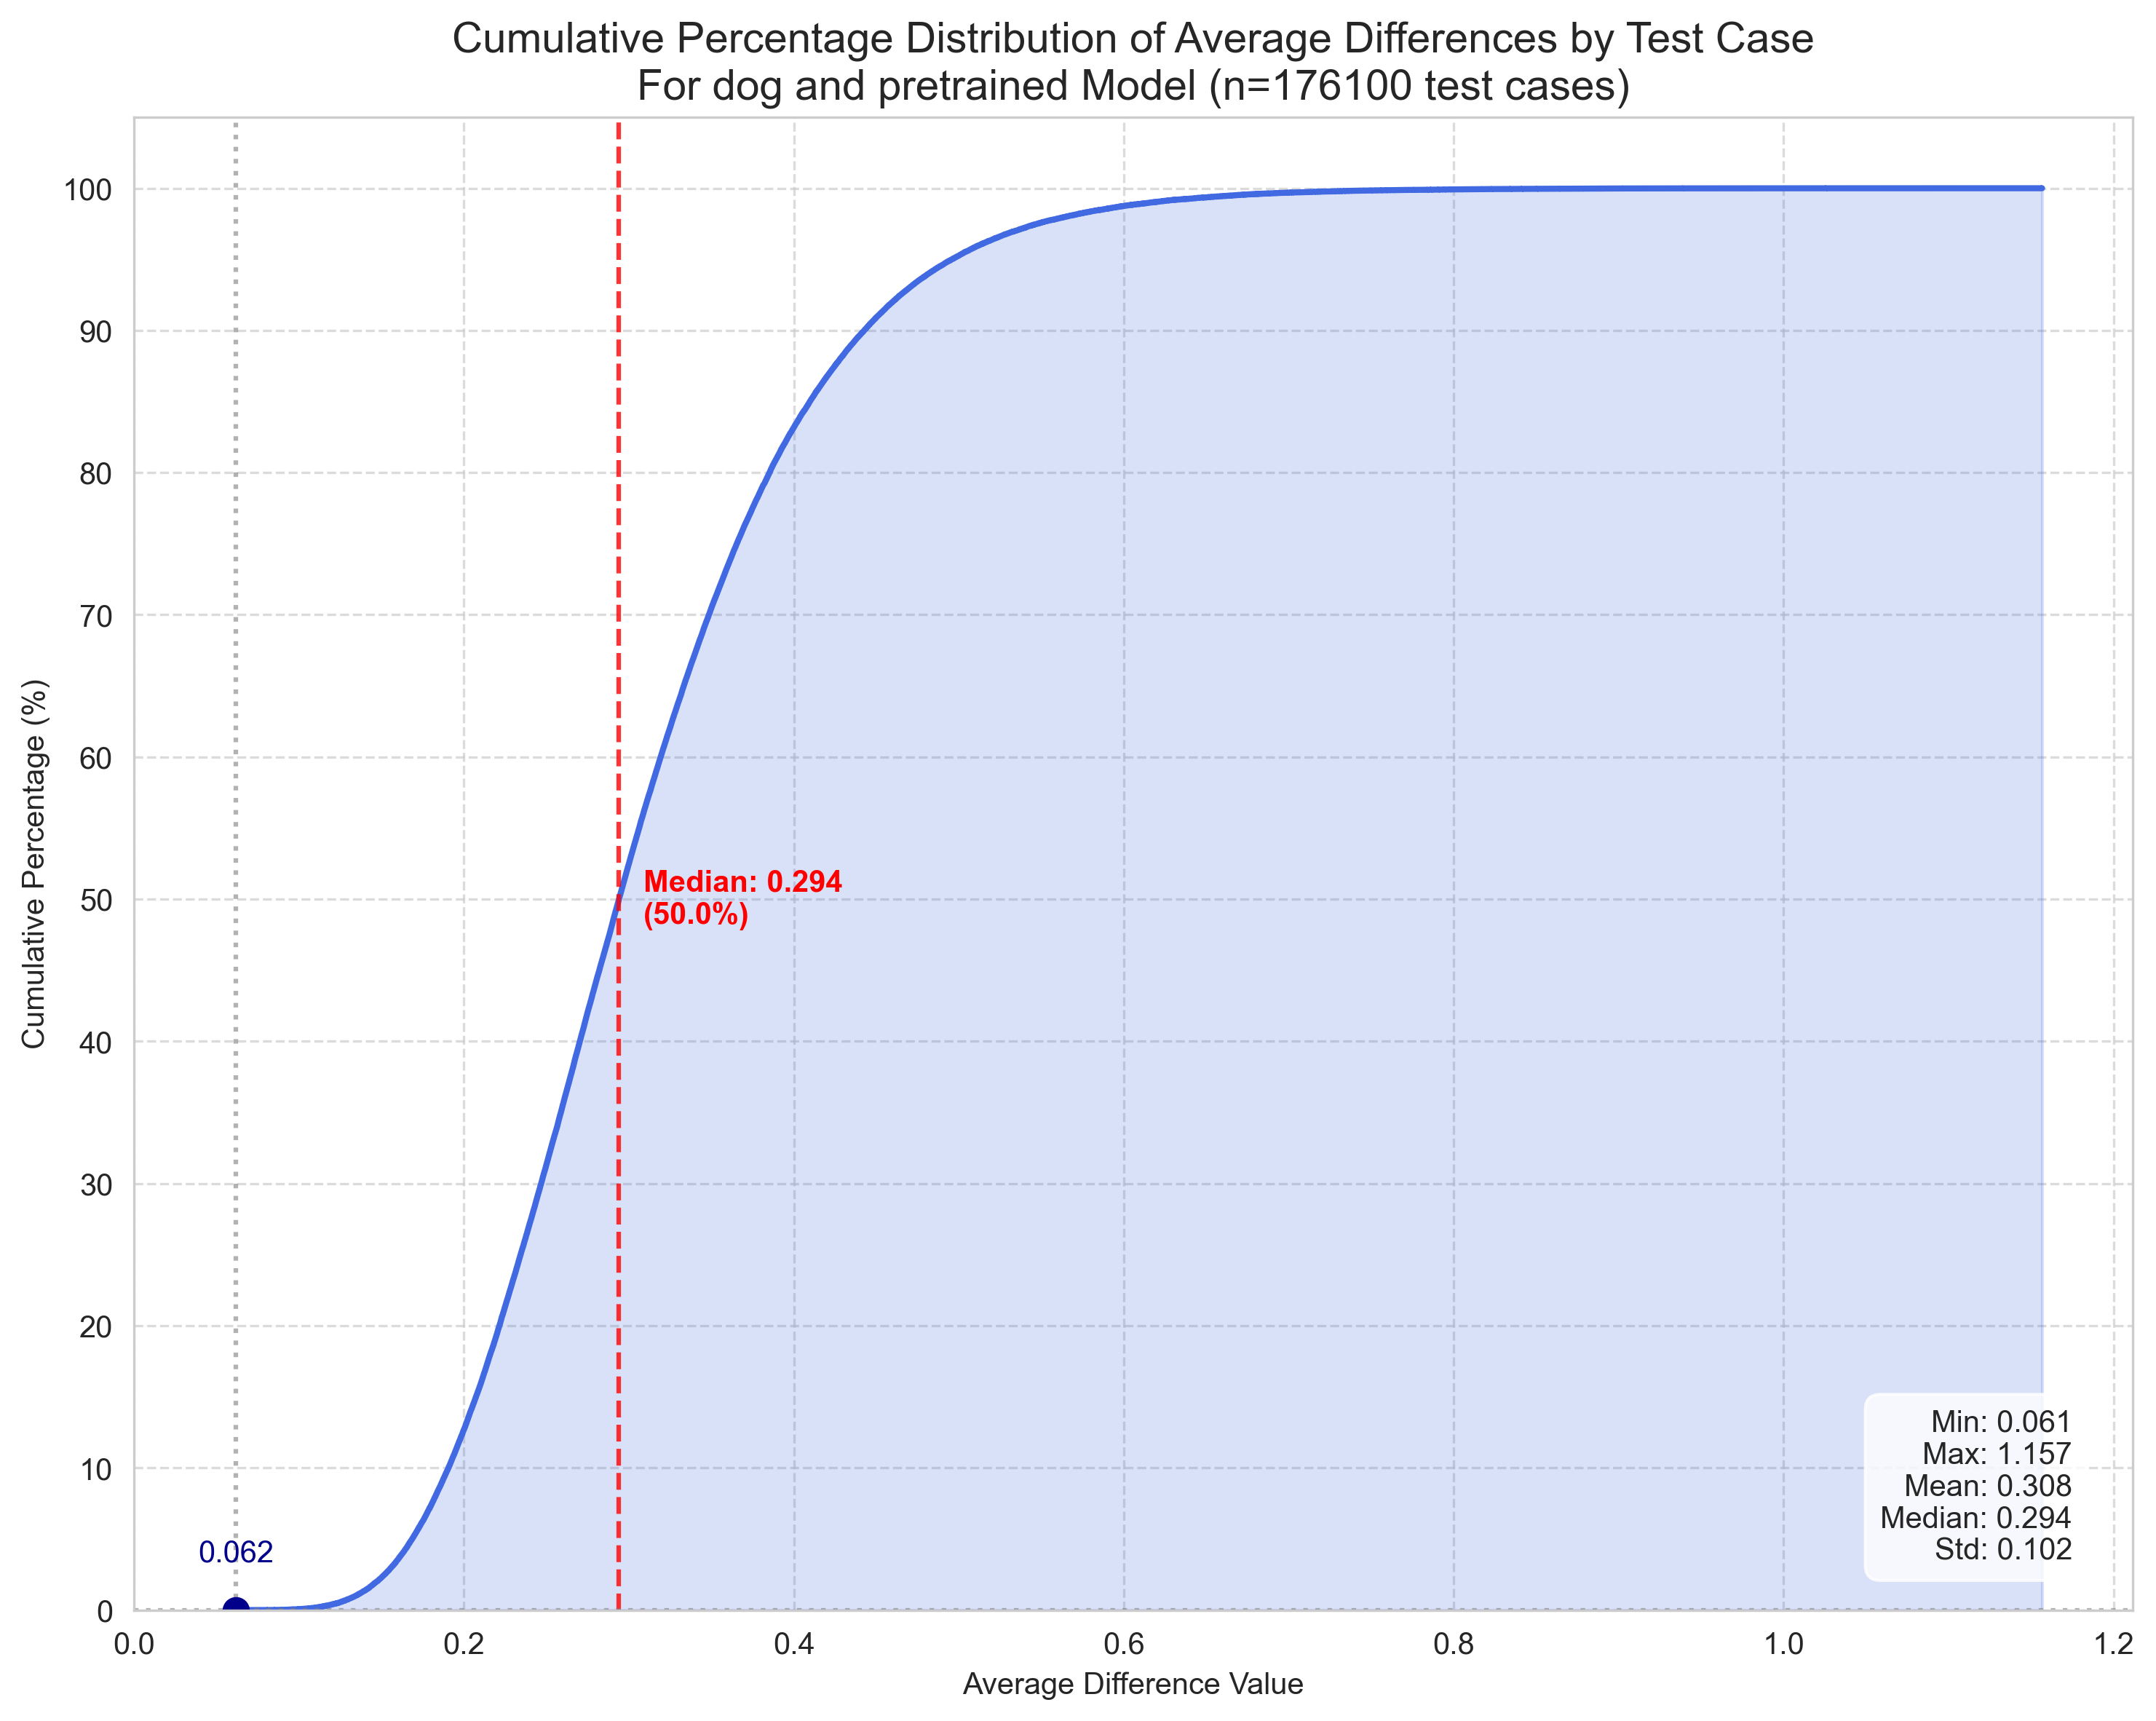 Cumulative Percentage Distribution of Average Differences by Test Case
For dog and pretrained Model (n=176100 test cases)
Cumulative Percentage (%)
100
90
80
70
60
50
40
30
20
10
0
Median: 0.294
(50.0%)
0.062
Min: 0.061
Max: 1.157
Mean: 0.308
Median: 0.294
Std: 0.102
0.0
0.2
0.4
0.6
0.8
1.0
1.2
Average Difference Value